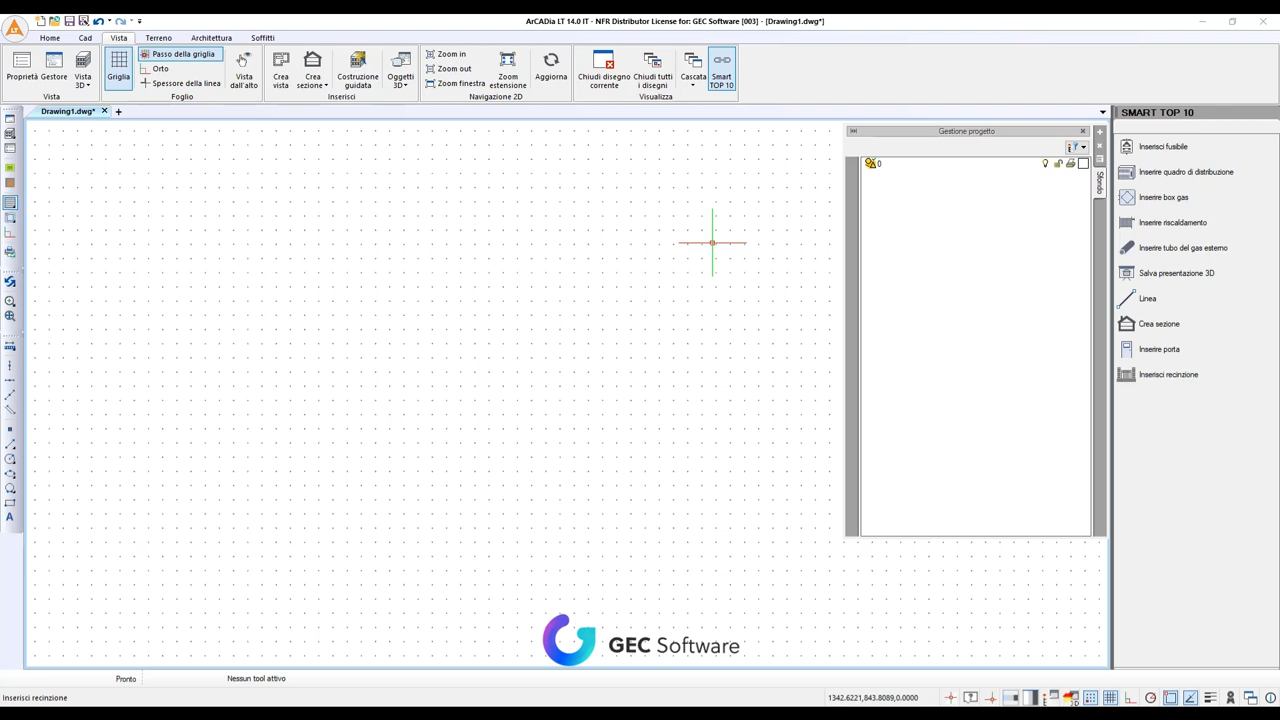 ArCADia LT 14.0 IT - NFR Distributor License for: GEC Software [003] - [Drawing1.dwg*]
Home Cad Vista Terreno Architettura Soffitti
Proprietà Gestore Vista 3D
Vista
Griglia
Passo della griglia
Orto
Spessore della linea
Vista dall'alto
Foglio
Crea vista
Crea sezione
Costruzione guidata
Oggetti 3D
Inserisci
Zoom in
Zoom out
Zoom finestra
Zoom estensione
Aggiorna
Navigazione 2D
Chiudi disegno corrente
Chiudi tutti i disegni
Cascata
Smart TOP 10
Visualizza
Drawing1.dwg*
Gestione progetto
0
Sfondo
SMART TOP 10
Inserisci fusibile
Inserire quadro di distribuzione
Inserire box gas
Inserire riscaldamento
Inserire tubo del gas esterno
Salva presentazione 3D
Linea
Crea sezione
Inserire porta
Inserisci recinzione
GEC Software
Pronto
Nessun tool attivo
Inserisci recinzione
1342.6221,843.8089,0.0000